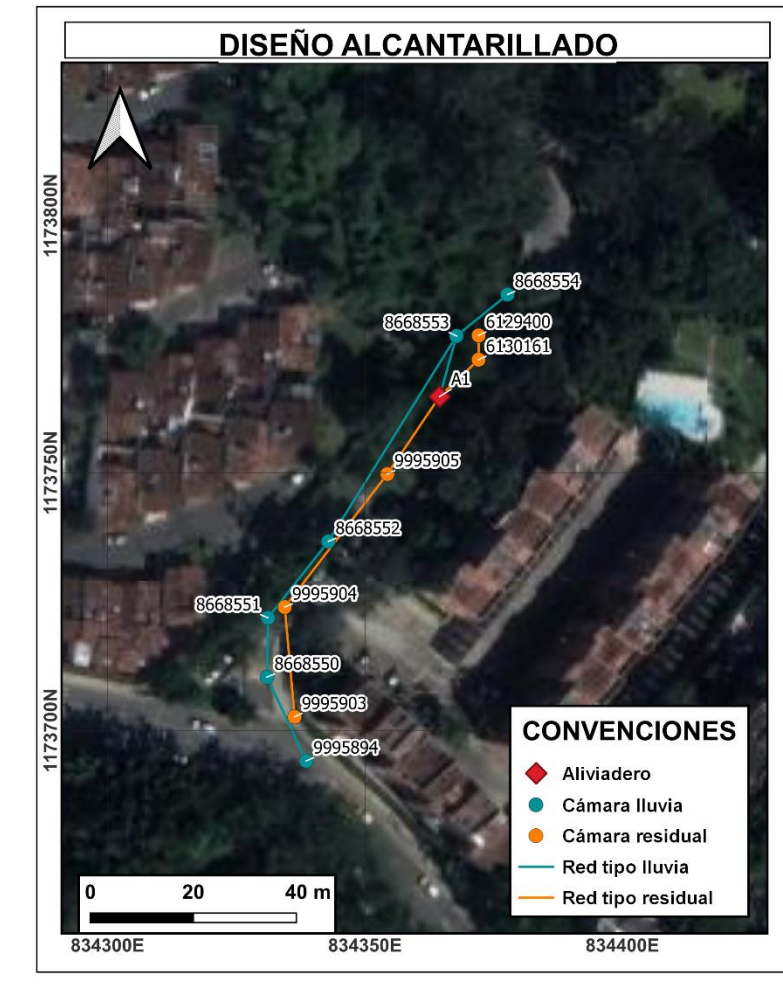 DISEÑO ALCANTARILLADO
1173800N
1173750N
1173700N
8668554
8668553
6129400
6130161
A1
9995905
8668552
9995904
8668551
8668550
9995903
9995894
CONVENCIONES
Aliviadero
Cámara lluvia
Cámara residual
Red tipo lluvia
Red tipo residual
0 20 40 m
834300E 834350E 834400E